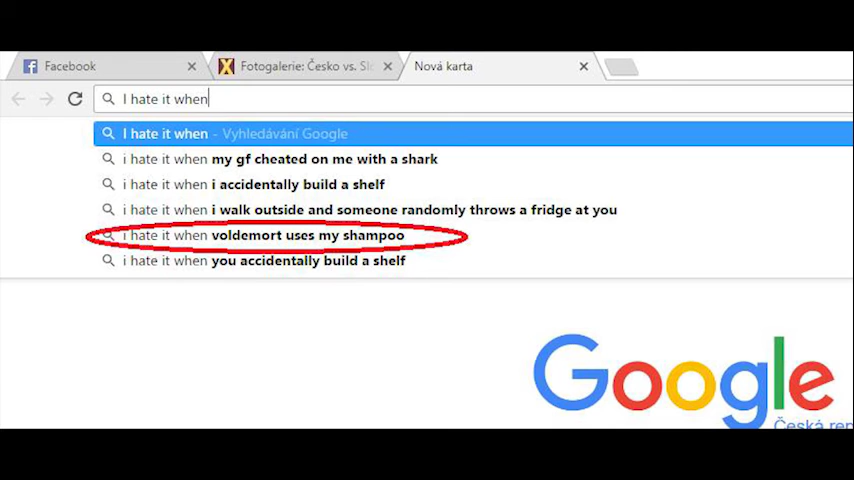 Facebook
Fotogalerie: Česko vs. Slo
Nová karta
I hate it when
I hate it when - Vyhledávání Google
i hate it when my gf cheated on me with a shark
i hate it when i accidentally build a shelf
i hate it when i walk outside and someone randomly throws a fridge at you
i hate it when voldemort uses my shampoo
i hate it when you accidentally build a shelf
Google
Česká rep